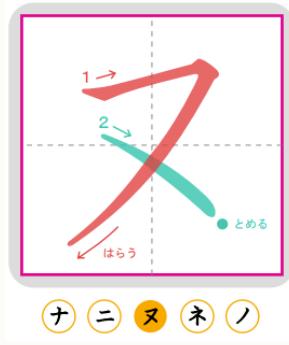 ヌ
1 →
2 →
とめる
はらう
ナ ニ ヌ ネ ノ